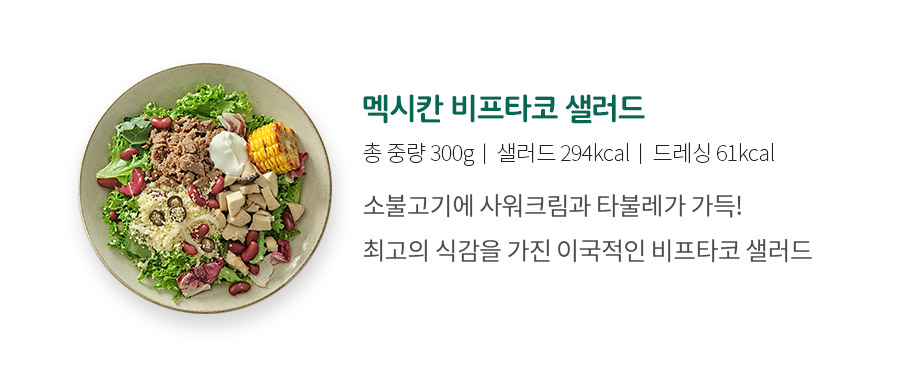 멕시칸 비프타코 샐러드
총 중량 300g | 샐러드 294kcal | 드레싱 61kcal
소불고기에 사워크림과 타불레가 가득!
최고의 식감을 가진 이국적인 비프타코 샐러드